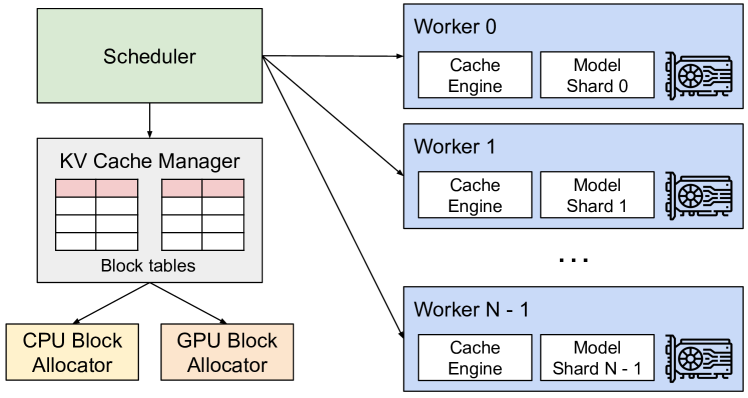 Scheduler
KV Cache Manager
Block tables
CPU Block
Allocator
GPU Block
Allocator
Worker 0
Cache
Engine
Model
Shard 0
Worker 1
Cache
Engine
Model
Shard 1
...
Worker N - 1
Cache
Engine
Model
Shard N - 1